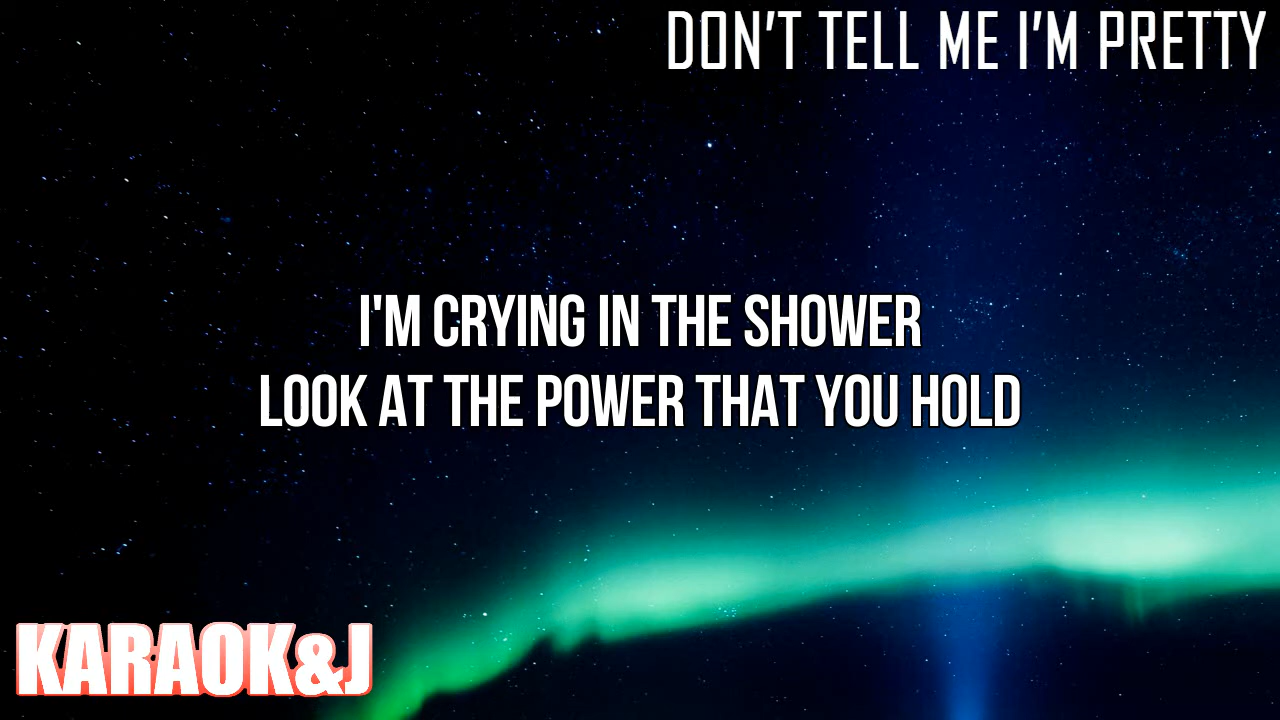 DON'T TELL ME I'M PRETTY
I'M CRYING IN THE SHOWER
LOOK AT THE POWER THAT YOU HOLD
KARAOK&J